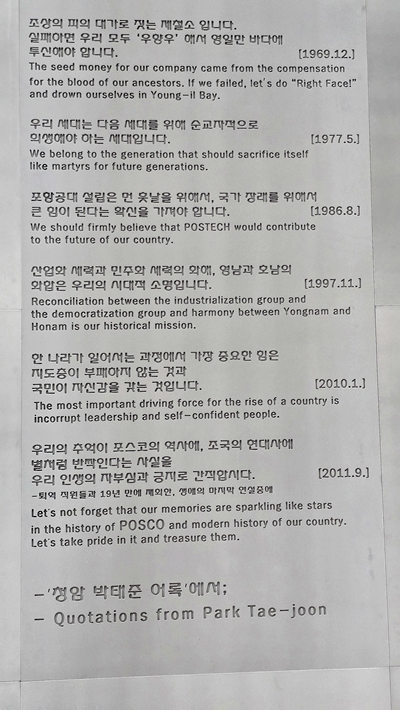 조상의 피의 대가로 짓는 제철소 입니다.
실패하면 우리 모두 '우향우' 해서 영일만 바다에
투신해야 합니다. [1969.12.]
The seed money for our company came from the compensation
for the blood of our ancestors. If we failed, let's do “Right Face!”
and drown ourselves in Young-il Bay.
우리 세대는 다음 세대를 위해 순교자적으로
희생해야 하는 세대입니다. [1977.5.]
We belong to the generation that should sacrifice itself
like martyrs for future generations.
포항공대 설립은 먼 훗날을 위해서, 국가 장래를 위해서
큰 힘이 된다는 확신을 가져야 합니다. [1986.8.]
We should firmly believe that POSTECH would contribute
to the future of our country.
산업화 세력과 민주화 세력의 화해, 영남과 호남의
화합은 우리의 시대적 소명입니다. [1997.11.]
Reconciliation between the industrialization group and
the democratization group and harmony between Yongnam and
Honam is our historical mission.
한 나라가 일어서는 과정에서 가장 중요한 힘은
지도층이 부패하지 않는 것과
국민이 자신감을 갖는 것입니다. [2010.1.]
The most important driving force for the rise of a country is
incorrupt leadership and self-confident people.
우리의 추억이 포스코의 역사에, 조국의 현대사에
별처럼 반짝인다는 사실을
우리 인생의 자부심과 긍지로 간직합시다. [2011.9.]
-퇴역 직원들과 19년 만에 재회한, 생애의 마지막 연설중에
Let's not forget that our memories are sparkling like stars
in the history of POSCO and modern history of our country.
Let's take pride in it and treasure them.
-'청암 박태준 어록'에서;
- Quotations from Park Tae-joon